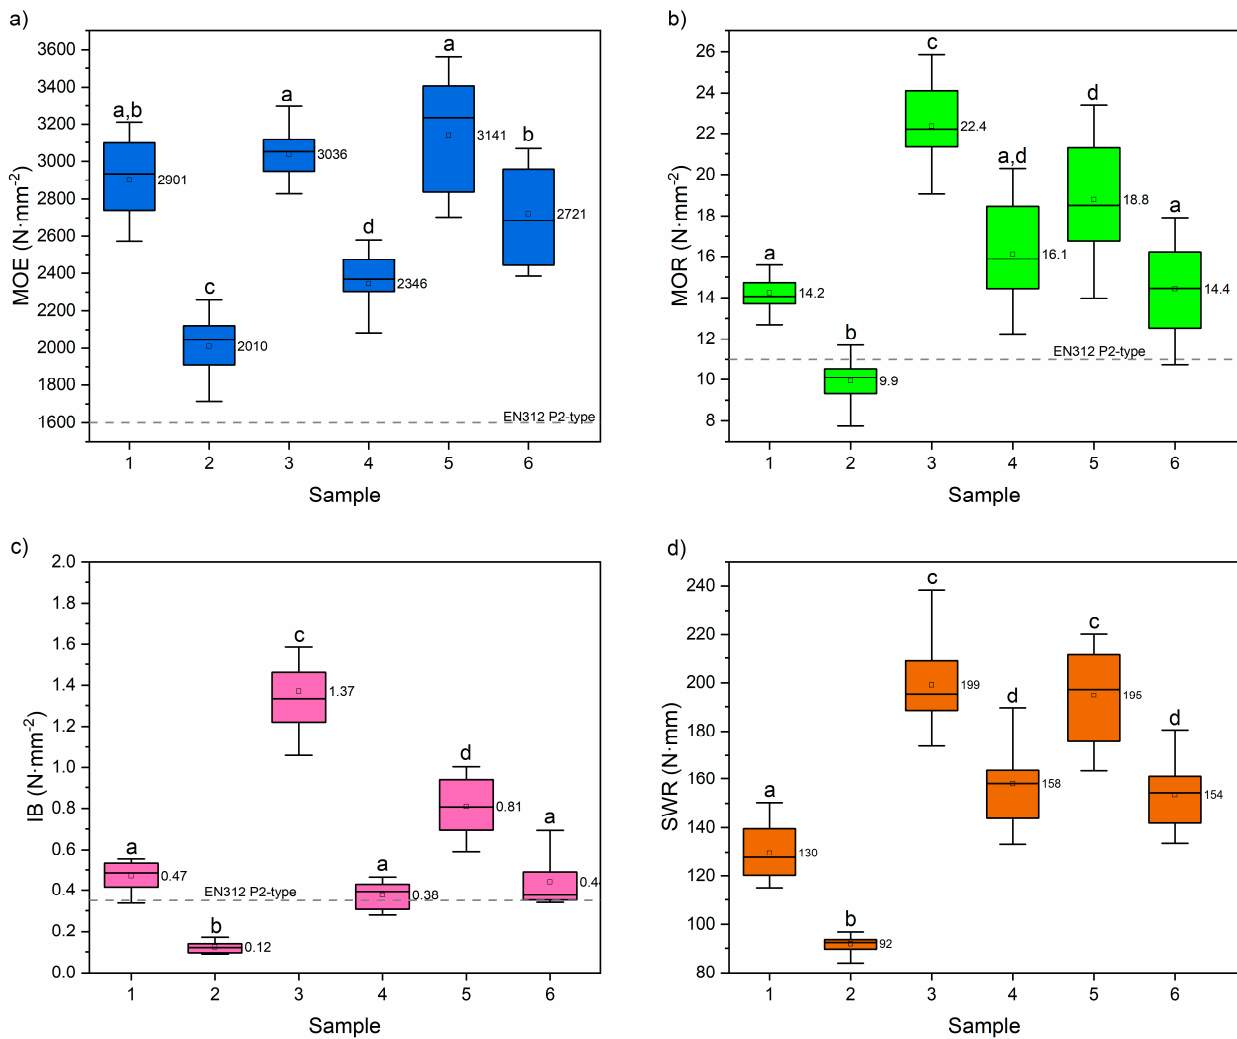 a)
3600
3400
3200
3000
2800
2600
2400
2200
2000
1800
1600
MOE (N·mm⁻²)
a,b
c
a
d
a
b
2901
2010
3036
2346
3141
2721
EN312 P2-type
1 2 3 4 5 6
Sample
b)
26
24
22
20
18
16
14
12
10
8
MOR (N·mm⁻²)
a
b
c
a,d
d
a
14.2
9.9
22.4
16.1
18.8
14.4
EN312 P2-type
1 2 3 4 5 6
Sample
c)
2.0
1.8
1.6
1.4
1.2
1.0
0.8
0.6
0.4
0.2
0.0
IB (N·mm⁻²)
a
b
c
a
d
a
0.47
0.12
1.37
0.38
0.81
EN312 P2-type
1 2 3 4 5 6
Sample
d)
240
220
200
180
160
140
120
100
80
SWR (N·mm)
a
b
c
d
c
d
130
92
199
158
195
154
1 2 3 4 5 6
Sample